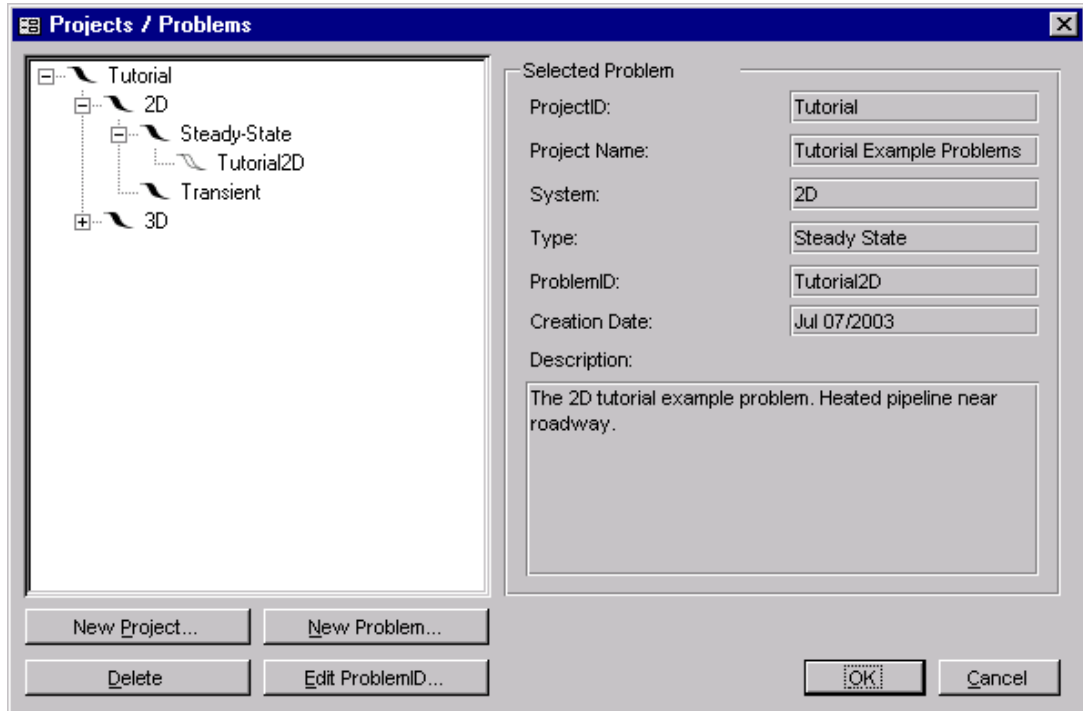 Projects / Problems
Tutorial
2D
Steady-State
Tutorial2D
Transient
3D
Selected Problem
ProjectID: Tutorial
Project Name: Tutorial Example Problems
System: 2D
Type: Steady State
ProblemID: Tutorial2D
Creation Date: Jul 07/2003
Description:
The 2D tutorial example problem. Heated pipeline near
roadway.
New Project... New Problem...
Delete Edit ProblemID... OK Cancel